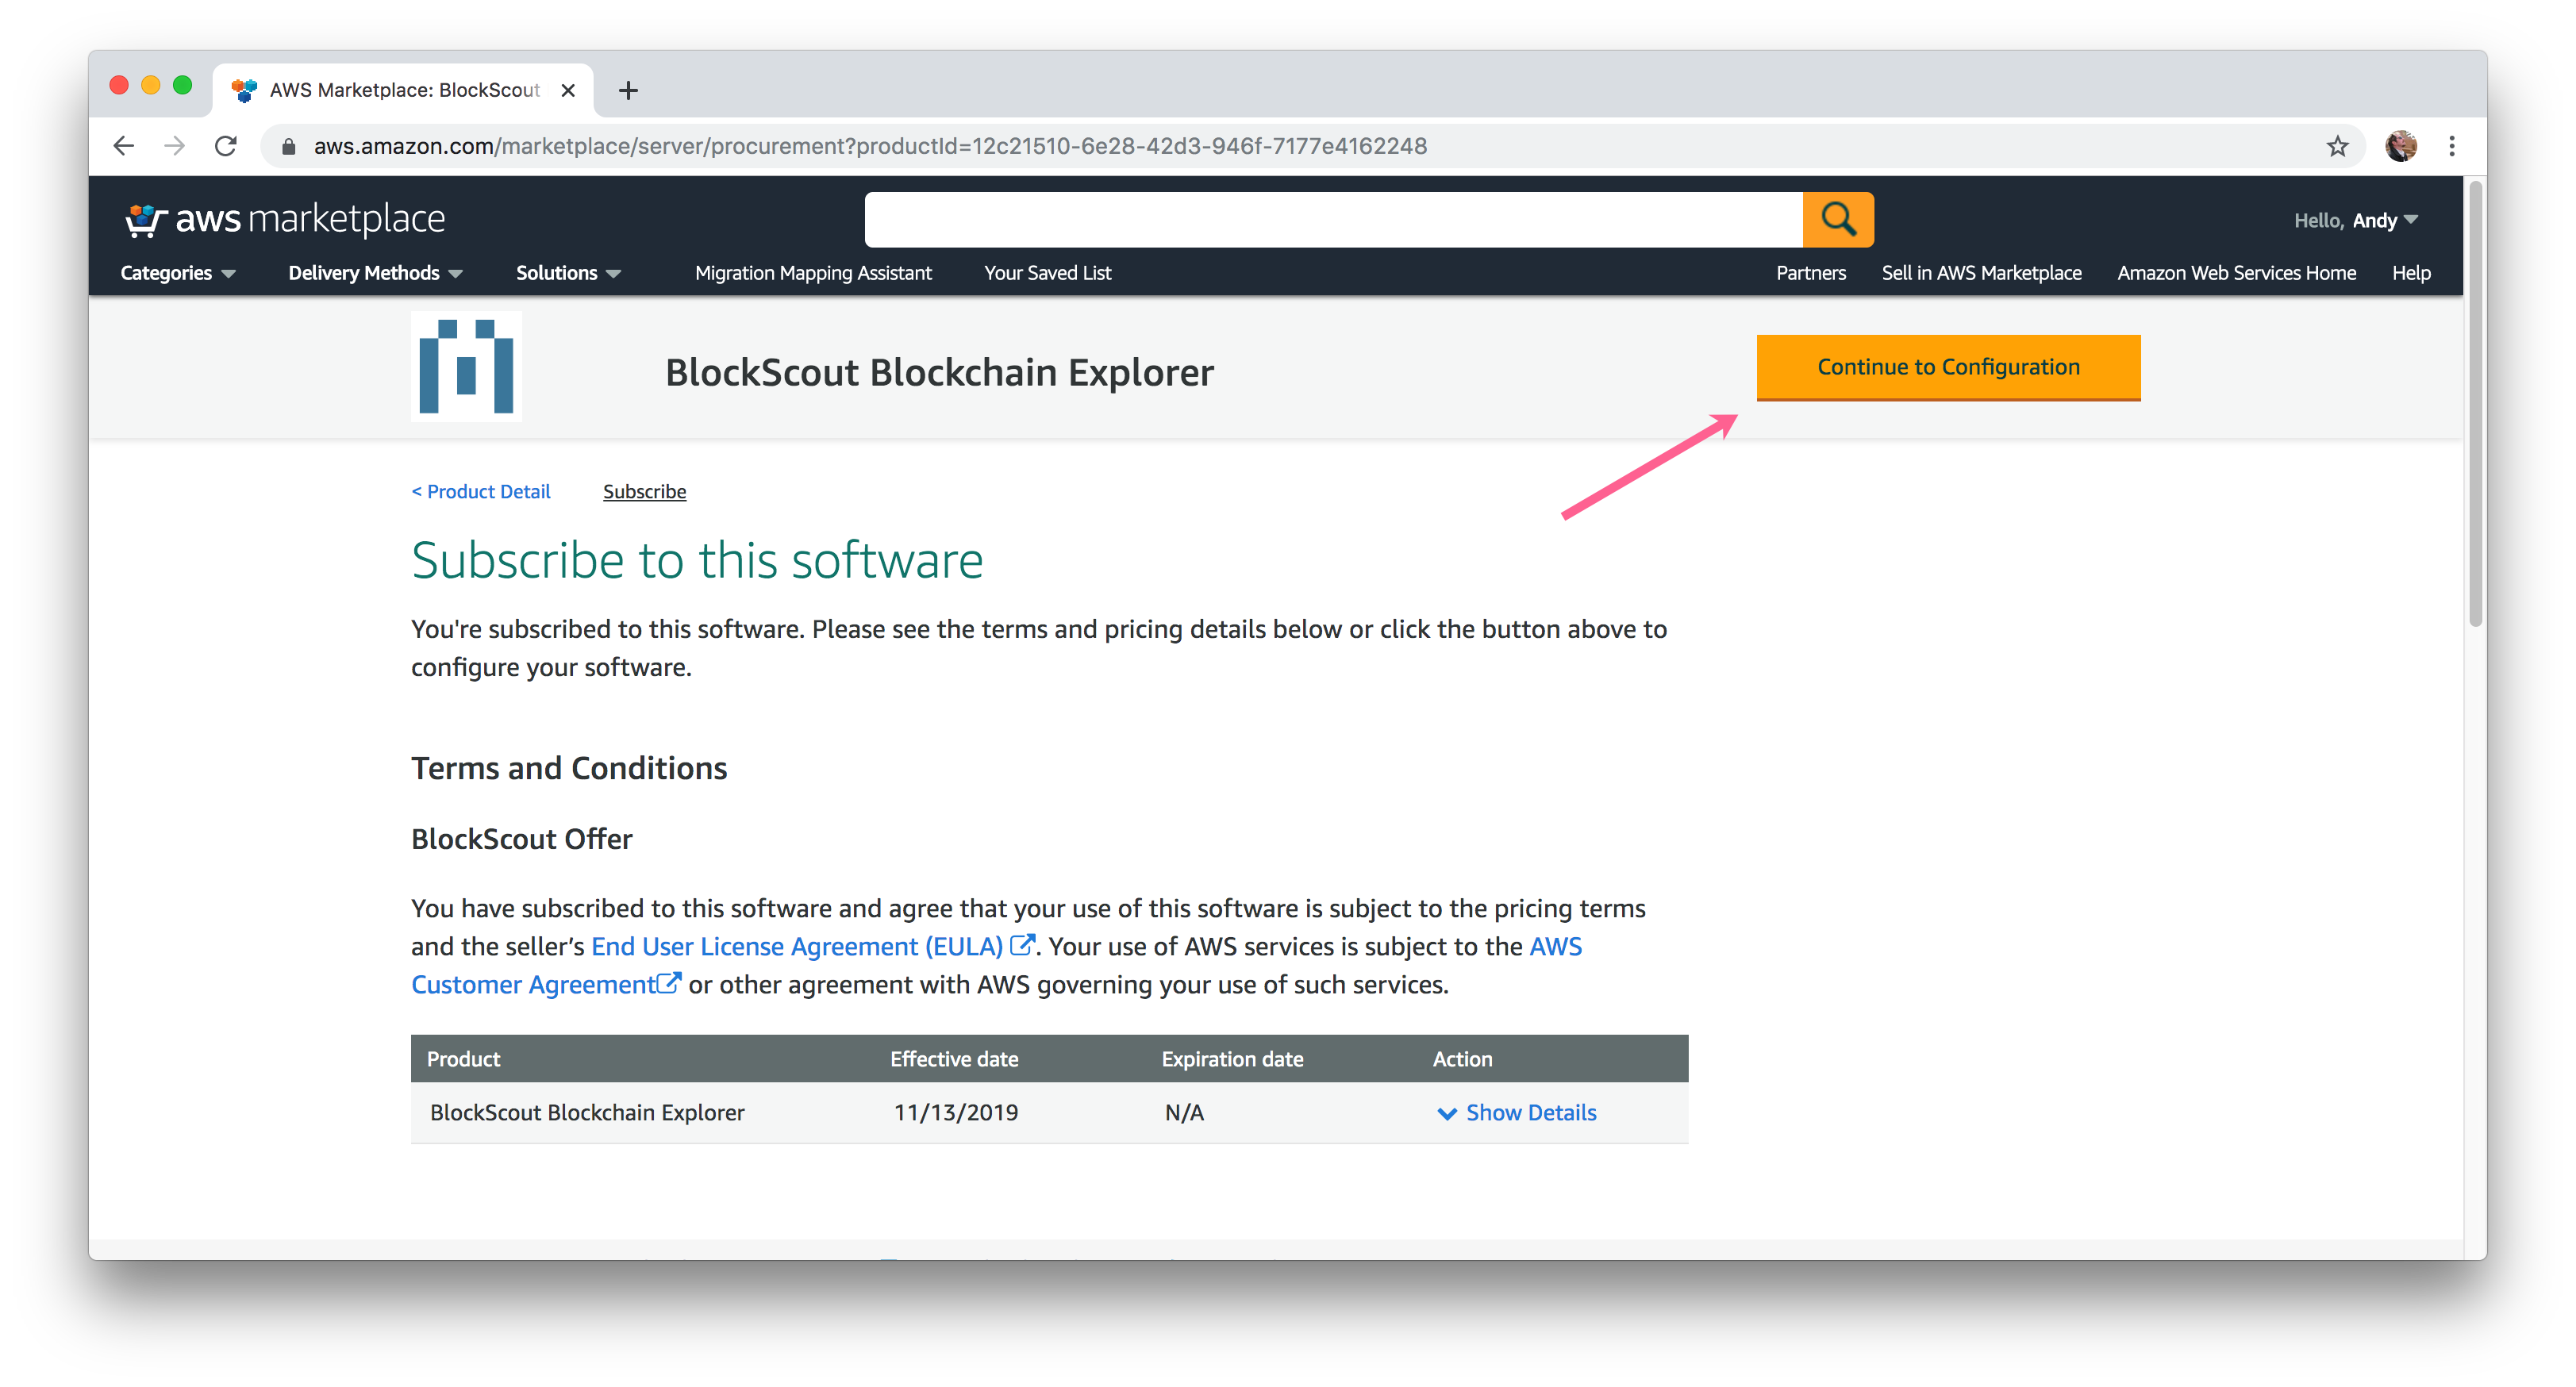 AWS Marketplace: BlockScout
aws.amazon.com/marketplace/server/procurement?productId=12c21510-6e28-42d3-946f-7177e4162248
aws marketplace
Hello, Andy
Categories Delivery Methods Solutions Migration Mapping Assistant Your Saved List Partners Sell in AWS Marketplace Amazon Web Services Home Help
BlockScout Blockchain Explorer
Continue to Configuration
< Product Detail Subscribe
Subscribe to this software
You're subscribed to this software. Please see the terms and pricing details below or click the button above to
configure your software.
Terms and Conditions
BlockScout Offer
You have subscribed to this software and agree that your use of this software is subject to the pricing terms
and the seller’s End User License Agreement (EULA) . Your use of AWS services is subject to the AWS
Customer Agreement or other agreement with AWS governing your use of such services.
Product Effective date Expiration date Action
BlockScout Blockchain Explorer 11/13/2019 N/A Show Details